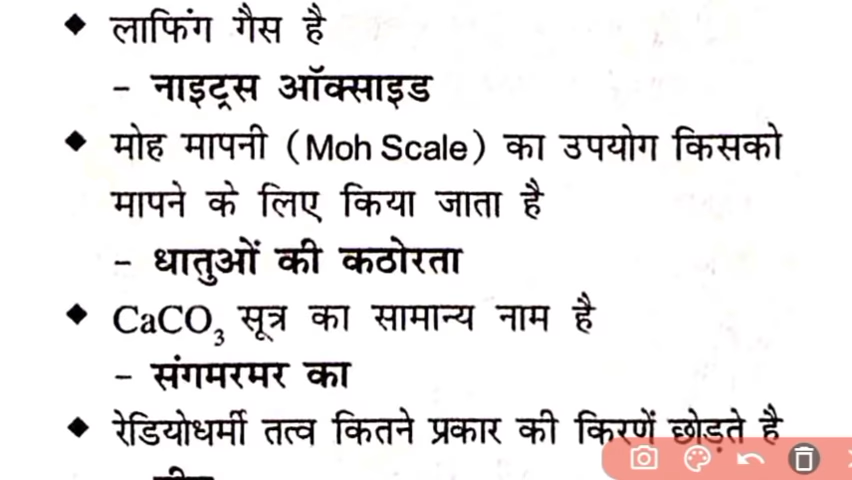 ◆ लाफिंग गैस है
– नाइट्रस ऑक्साइड
◆ मोह मापनी (Moh Scale) का उपयोग किसको
मापने के लिए किया जाता है
– धातुओं की कठोरता
◆ CaCO₃ सूत्र का सामान्य नाम है
– संगमरमर का
◆ रेडियोधर्मी तत्व कितने प्रकार की किरणें छोड़ते है